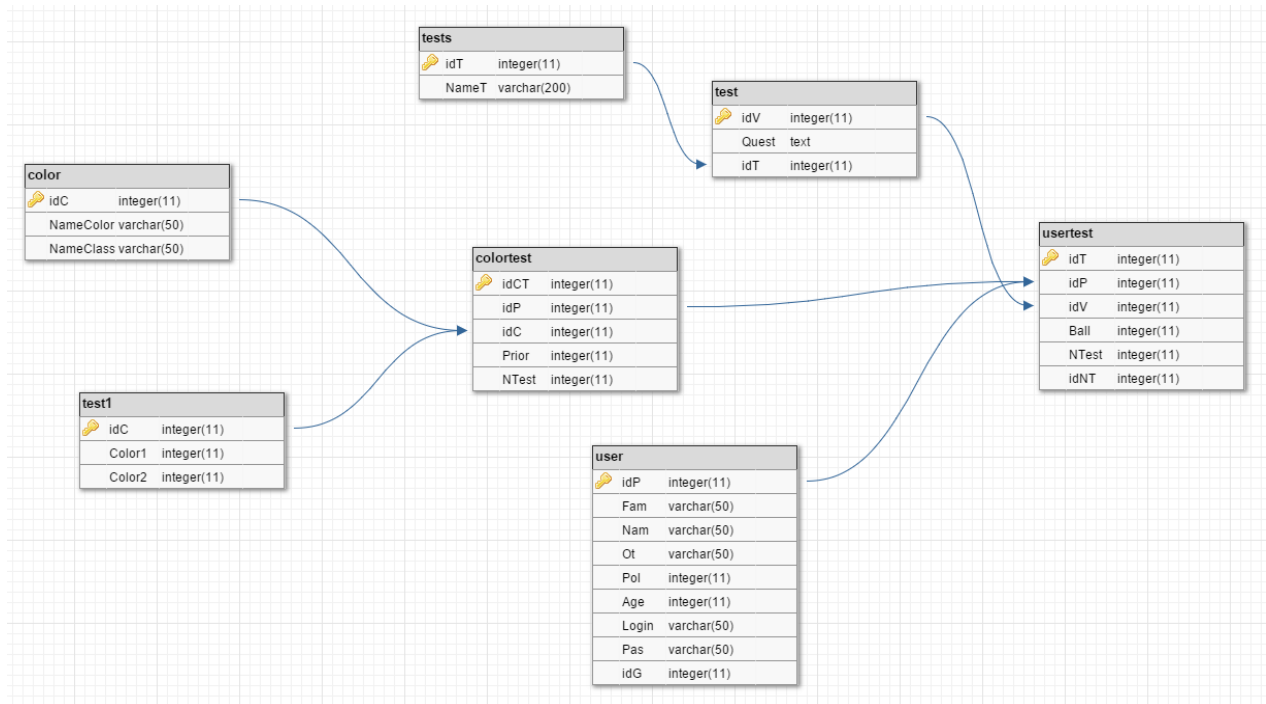 tests
idT integer(11)
NameT varchar(200)
test
idV integer(11)
Quest text
idT integer(11)
color
idC integer(11)
NameColor varchar(50)
NameClass varchar(50)
usertest
idT integer(11)
idP integer(11)
idV integer(11)
Ball integer(11)
NTest integer(11)
idNT integer(11)
colortest
idCT integer(11)
idP integer(11)
idC integer(11)
Prior integer(11)
NTest integer(11)
test1
idC integer(11)
Color1 integer(11)
Color2 integer(11)
user
idP integer(11)
Fam varchar(50)
Nam varchar(50)
Ot varchar(50)
Pol integer(11)
Age integer(11)
Login varchar(50)
Pas varchar(50)
idG integer(11)